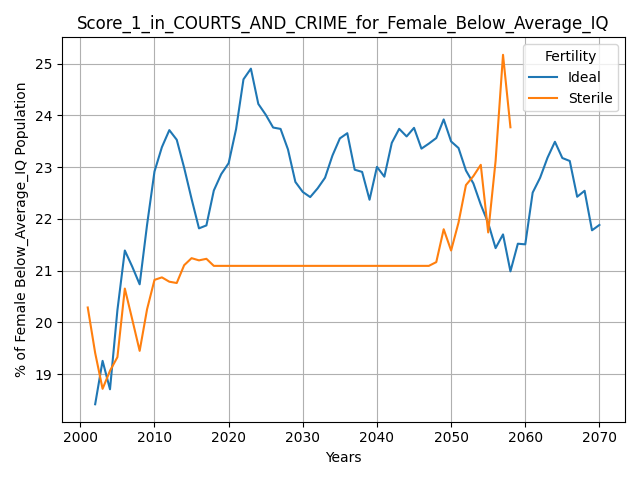 Score_1_in_COURTS_AND_CRIME_for_Female_Below_Average_IQ
% of Female Below_Average_IQ Population
25
24
23
22
21
20
19
Fertility
Ideal
Sterile
2000 2010 2020 2030 2040 2050 2060 2070
Years